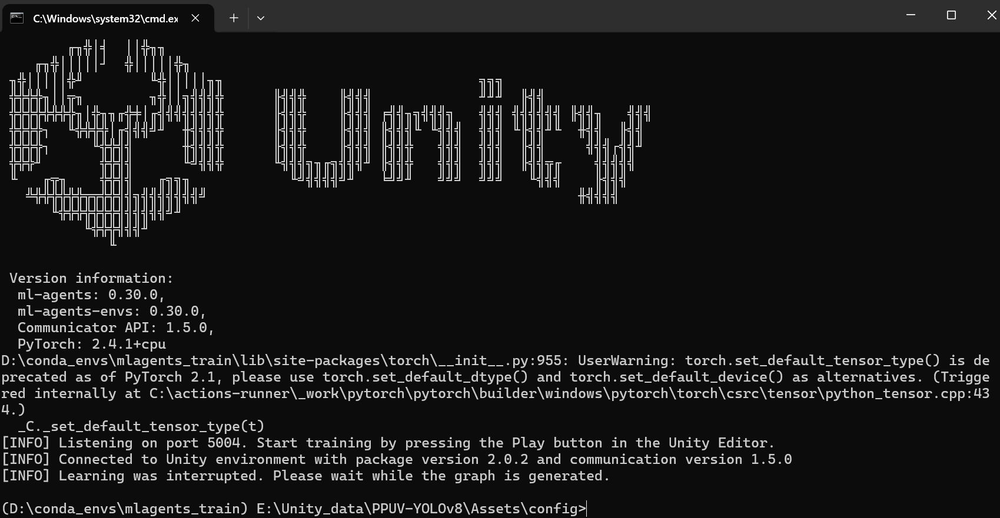 C:\Windows\system32\cmd.ex
unity
Version information:
ml-agents: 0.30.0,
ml-agents-envs: 0.30.0,
Communicator API: 1.5.0,
PyTorch: 2.4.1+cpu
D:\conda_envs\mlagents_train\lib\site-packages\torch\__init__.py:955: UserWarning: torch.set_default_tensor_type() is de
precated as of PyTorch 2.1, please use torch.set_default_dtype() and torch.set_default_device() as alternatives. (Trigge
red internally at C:\actions-runner\_work\pytorch\pytorch\builder\windows\pytorch\torch\csrc\tensor\python_tensor.cpp:43
4.)
_C._set_default_tensor_type(t)
[INFO] Listening on port 5004. Start training by pressing the Play button in the Unity Editor.
[INFO] Connected to Unity environment with package version 2.0.2 and communication version 1.5.0
[INFO] Learning was interrupted. Please wait while the graph is generated.
(D:\conda_envs\mlagents_train) E:\Unity_data\PPUV-YOLOv8\Assets\config>